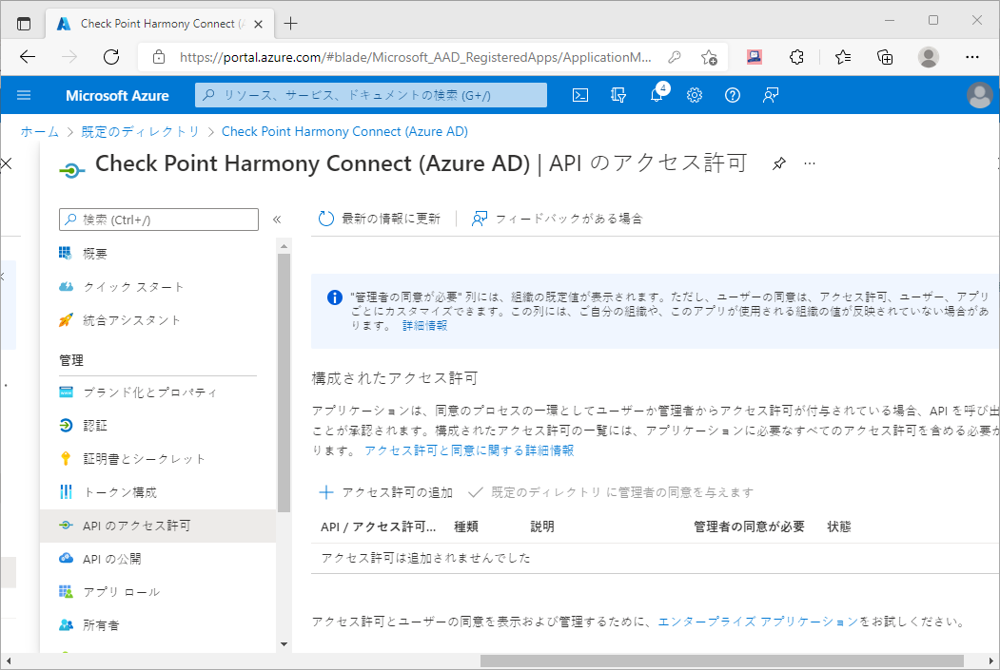 Check Point Harmony Connect (A
https://portal.azure.com/#blade/Microsoft_AAD_RegisteredApps/ApplicationM...
Microsoft Azure
リソース、サービス、ドキュメントの検索 (G+/)
4
ホーム > 既定のディレクトリ > Check Point Harmony Connect (Azure AD)
Check Point Harmony Connect (Azure AD) | API のアクセス許可
検索 (Ctrl+/)
最新の情報に更新
フィードバックがある場合
概要
クイック スタート
統合アシスタント
管理
ブランド化とプロパティ
認証
証明書とシークレット
トークン構成
API のアクセス許可
API の公開
アプリ ロール
所有者
"管理者の同意が必要" 列には、組織の既定値が表示されます。ただし、ユーザーの同意は、アクセス許可、ユーザー、アプリ
ごとにカスタマイズできます。この列には、ご自分の組織や、このアプリが使用される組織の値が反映されていない場合があ
ります。 詳細情報
構成されたアクセス許可
アプリケーションは、同意のプロセスの一環としてユーザーか管理者からアクセス許可が付与されている場合、API を呼び出
ことが承認されます。構成されたアクセス許可の一覧には、アプリケーションに必要なすべてのアクセス許可を含める必要が
ります。 アクセス許可と同意に関する詳細情報
アクセス許可の追加
既定のディレクトリ に管理者の同意を与えます
API / アクセス許可... 種類 説明 管理者の同意が必要 状態
アクセス許可は追加されませんでした
アクセス許可とユーザーの同意を表示および管理するために、エンタープライズ アプリケーションをお試しください。